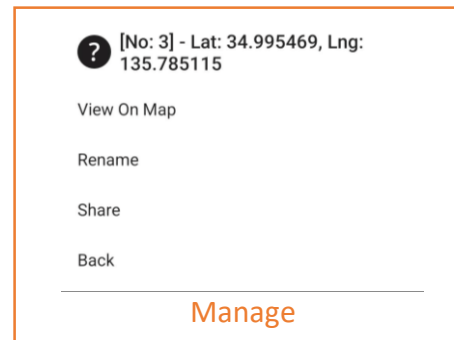 ? [No: 3] - Lat: 34.995469, Lng:
135.785115
View On Map
Rename
Share
Back
Manage